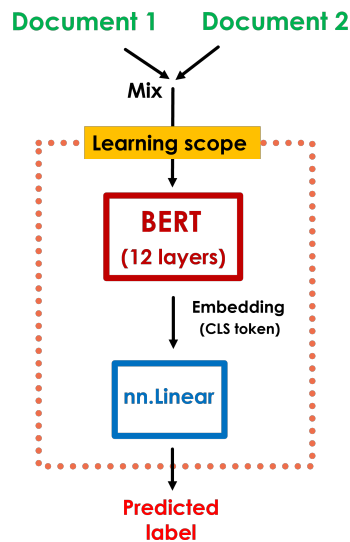 Document 1 Document 2
Mix
Learning scope
BERT
(12 layers)
Embedding
(CLS token)
nn.Linear
Predicted
label